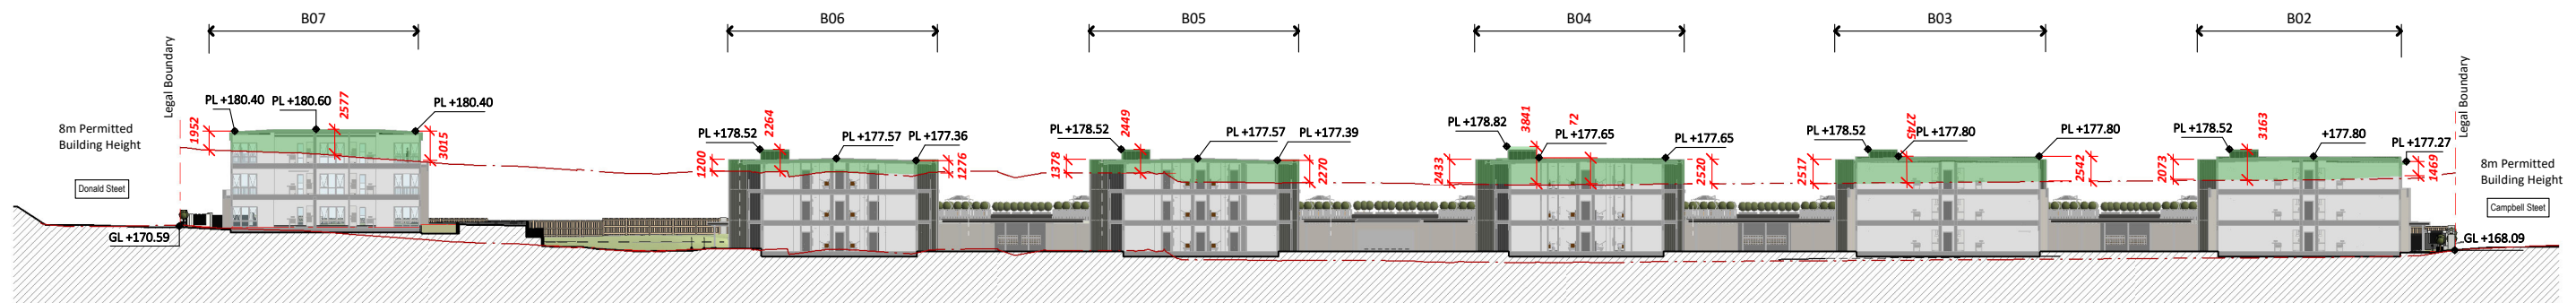 B07
B06
B05
B04
B03
B02
Legal Boundary
8m Permitted
Building Height
Donald Steet
GL +170.59
1952
PL +180.40
PL +180.60
2577
PL +180.40
3015
1200
PL +178.52
2264
PL +177.57
PL +177.36
1276
1378
PL +178.52
2449
PL +177.57
PL +177.39
2270
2433
PL +178.82
3841
72
PL +177.65
PL +177.65
2520
2517
PL +178.52
2745
PL +177.80
PL +177.80
2542
2073
PL +178.52
3163
+177.80
PL +177.27
1469
Legal Boundary
8m Permitted
Building Height
Campbell Steet
GL +168.09